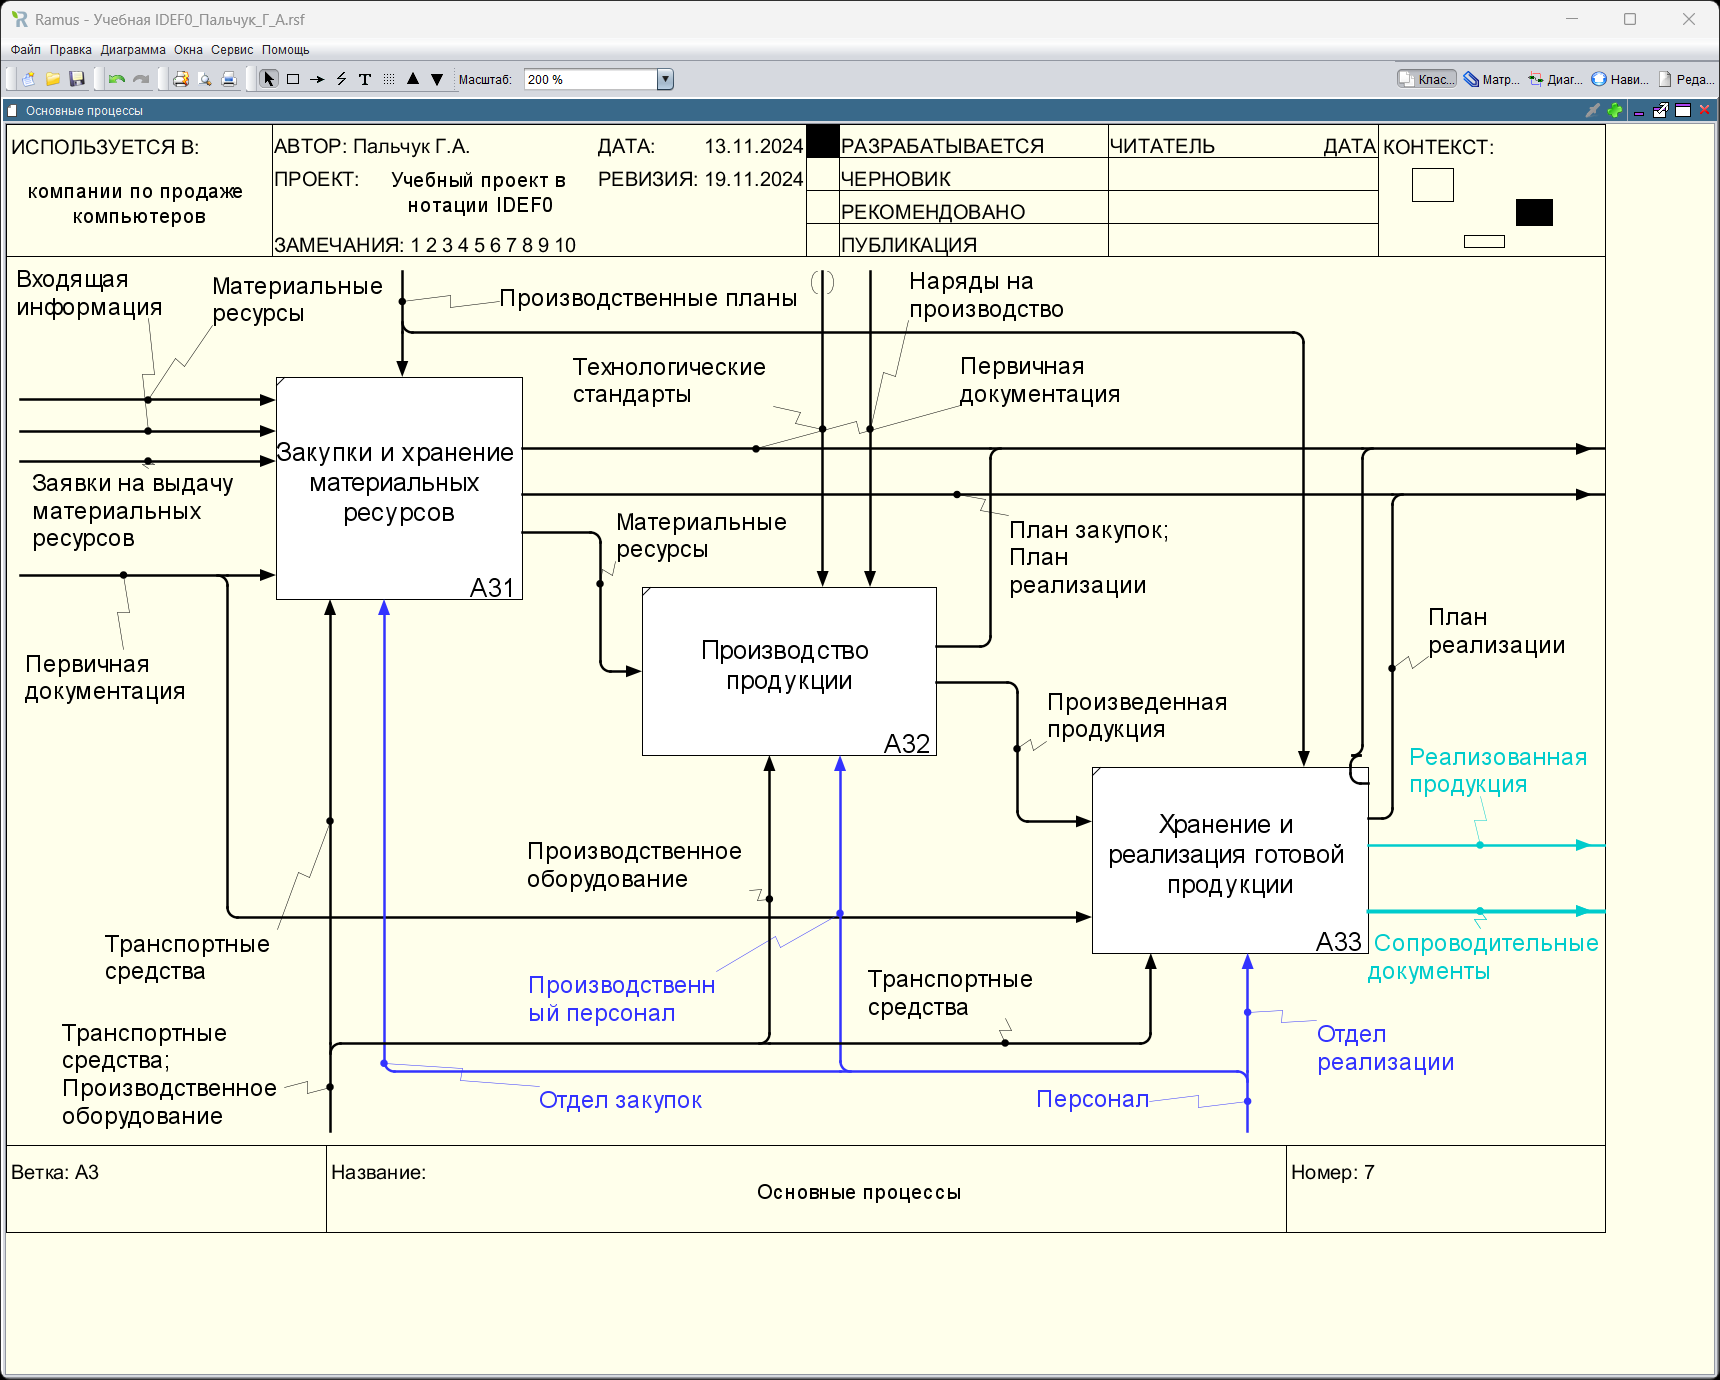 Ramus - Учебная IDEF0_Пальчук_Г_А.rsf
Файл Правка Диаграмма Окна Сервис Помощь
Масштаб: 200 % Клас... Матр... Диаг... Нави... Реда...
Основные процессы
ИСПОЛЬЗУЕТСЯ В:
компании по продаже
компьютеров
АВТОР: Пальчук Г.А.
ДАТА: 13.11.2024
ПРОЕКТ: Учебный проект в
нотации IDEF0
РЕВИЗИЯ: 19.11.2024
ЗАМЕЧАНИЯ: 1 2 3 4 5 6 7 8 9 10
РАЗРАБАТЫВАЕТСЯ
ЧЕРНОВИК
РЕКОМЕНДОВАНО
ПУБЛИКАЦИЯ
ЧИТАТЕЛЬ ДАТА
КОНТЕКСТ:
Входящая
информация
Материальные
ресурсы
Производственные планы
( )
Наряды на
производство
Технологические
стандарты
Первичная
документация
Закупки и хранение
материальных
ресурсов
A31
Заявки на выдачу
материальных
ресурсов
Материальные
ресурсы
План закупок;
План
реализации
Первичная
документация
Производство
продукции
A32
План
реализации
Произведенная
продукция
Реализованная
продукция
Хранение и
реализация готовой
продукции
A33
Производственное
оборудование
Транспортные
средства
Сопроводительные
документы
Производственн
ый персонал
Транспортные
средства
Транспортные
средства;
Производственное
оборудование
Отдел
реализации
Отдел закупок
Персонал
Ветка: A3
Название:
Основные процессы
Номер: 7